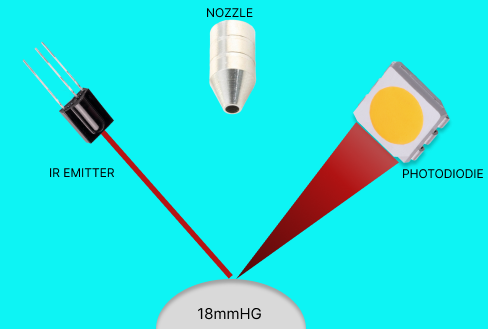 NOZZLE
IR EMITTER
PHOTODIODIE
18mmHG